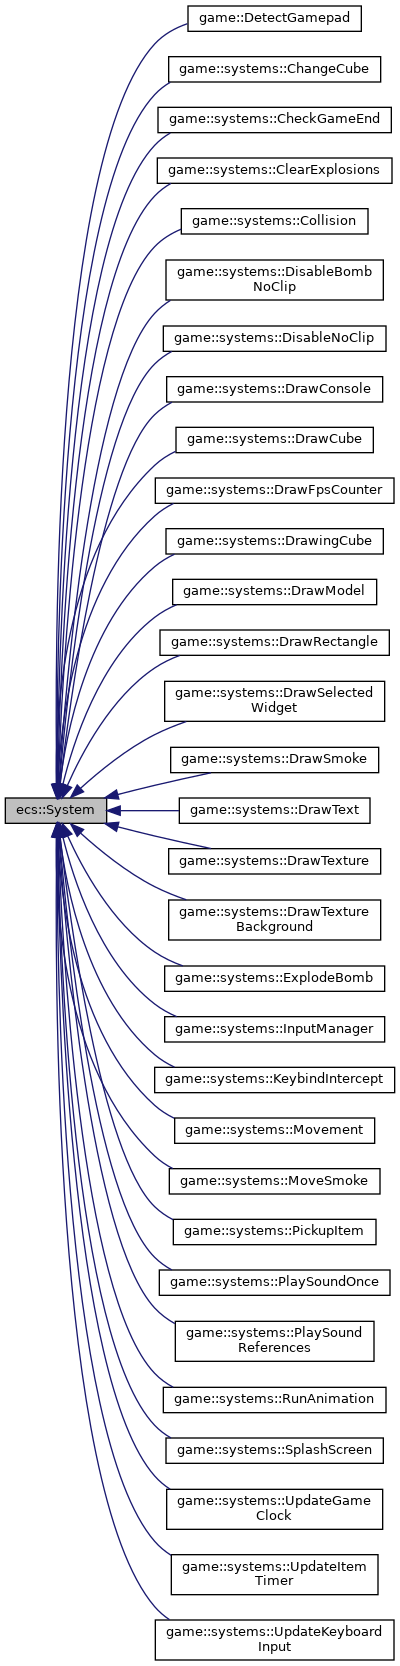 game::DetectGamepad
game::systems::ChangeCube
game::systems::CheckGameEnd
game::systems::ClearExplosions
game::systems::Collision
game::systems::DisableBomb
NoClip
game::systems::DisableNoClip
game::systems::DrawConsole
game::systems::DrawCube
game::systems::DrawFpsCounter
game::systems::DrawingCube
game::systems::DrawModel
game::systems::DrawRectangle
game::systems::DrawSelected
Widget
game::systems::DrawSmoke
ecs::System
game::systems::DrawText
game::systems::DrawTexture
game::systems::DrawTexture
Background
game::systems::ExplodeBomb
game::systems::InputManager
game::systems::KeybindIntercept
game::systems::Movement
game::systems::MoveSmoke
game::systems::PickupItem
game::systems::PlaySoundOnce
game::systems::PlaySound
References
game::systems::RunAnimation
game::systems::SplashScreen
game::systems::UpdateGame
Clock
game::systems::UpdateItem
Timer
game::systems::UpdateKeyboard
Input